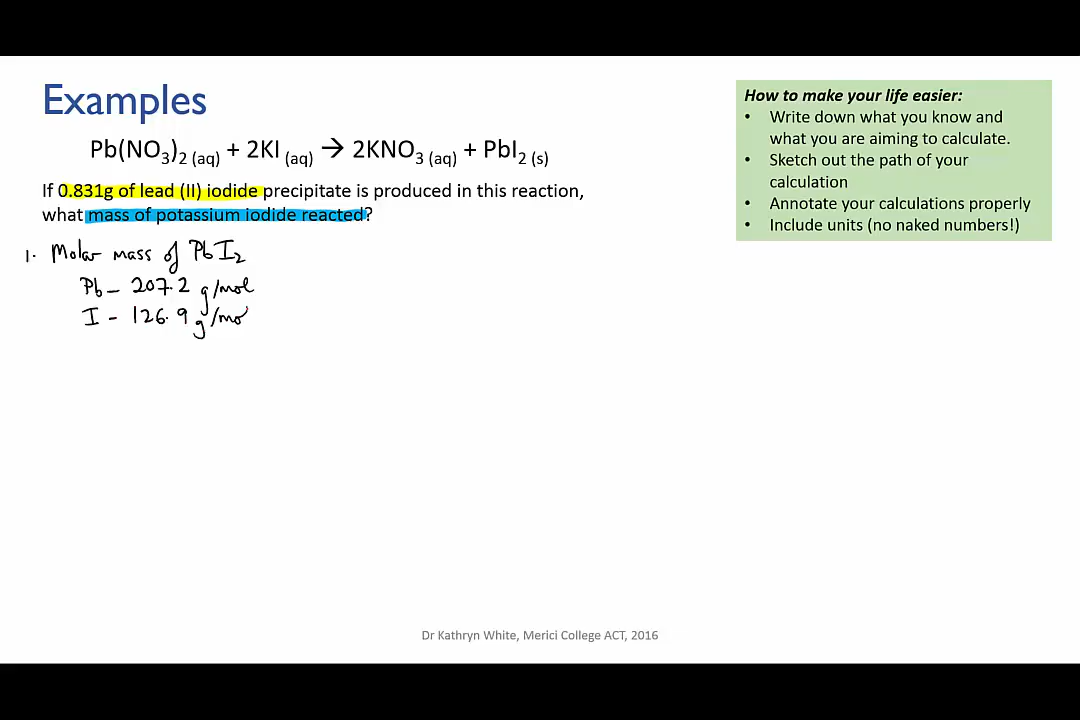 Examples
Pb(NO₃)₂ (aq) + 2KI (aq) → 2KNO₃ (aq) + PbI₂ (s)
If 0.831g of lead (II) iodide precipitate is produced in this reaction,
what mass of potassium iodide reacted?
1. Molar mass of PbI₂
Pb – 207.2 g/mol
I - 126.9 g/mo
How to make your life easier:
• Write down what you know and
what you are aiming to calculate.
• Sketch out the path of your
calculation
• Annotate your calculations properly
• Include units (no naked numbers!)
Dr Kathryn White, Merici College ACT, 2016